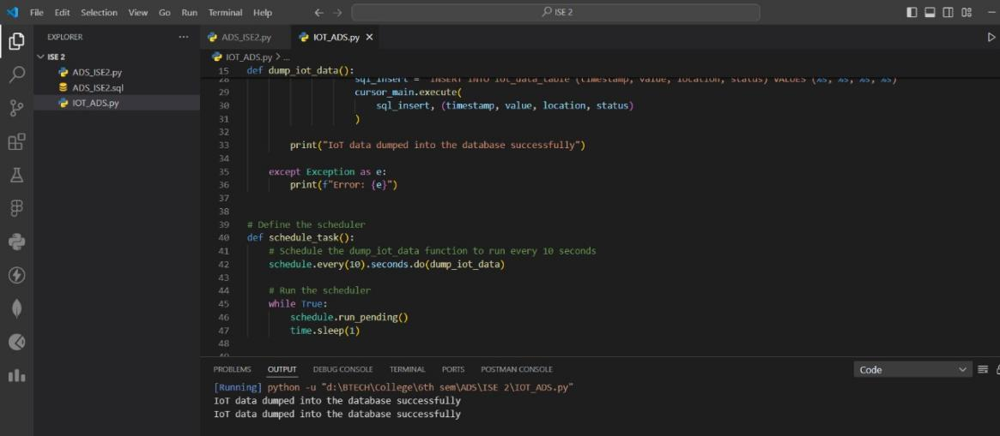 File Edit Selection View Go Run Terminal Help ISE 2
EXPLORER
ISE 2
ADS_ISE2.py
ADS_ISE2.sql
IOT_ADS.py
ADS_ISE2.py IOT_ADS.py
IOT_ADS.py > ...
15 def dump_iot_data():
28 sql_insert = "INSERT INTO iot_data_table (timestamp, value, location, status) VALUES (%s, %s, %s, %s)
29 cursor_main.execute(
30 sql_insert, (timestamp, value, location, status)
31 )
32
33 print("IoT data dumped into the database successfully")
34
35 except Exception as e:
36 print(f"Error: {e}")
37
38
39 # Define the scheduler
40 def schedule_task():
41 # Schedule the dump_iot_data function to run every 10 seconds
42 schedule.every(10).seconds.do(dump_iot_data)
43
44 # Run the scheduler
45 while True:
46 schedule.run_pending()
47 time.sleep(1)
48
49
PROBLEMS OUTPUT DEBUG CONSOLE TERMINAL PORTS POSTMAN CONSOLE Code
[Running] python -u "d:\BTECH\College\6th sem\ADS\ISE 2\IOT_ADS.py"
IoT data dumped into the database successfully
IoT data dumped into the database successfully